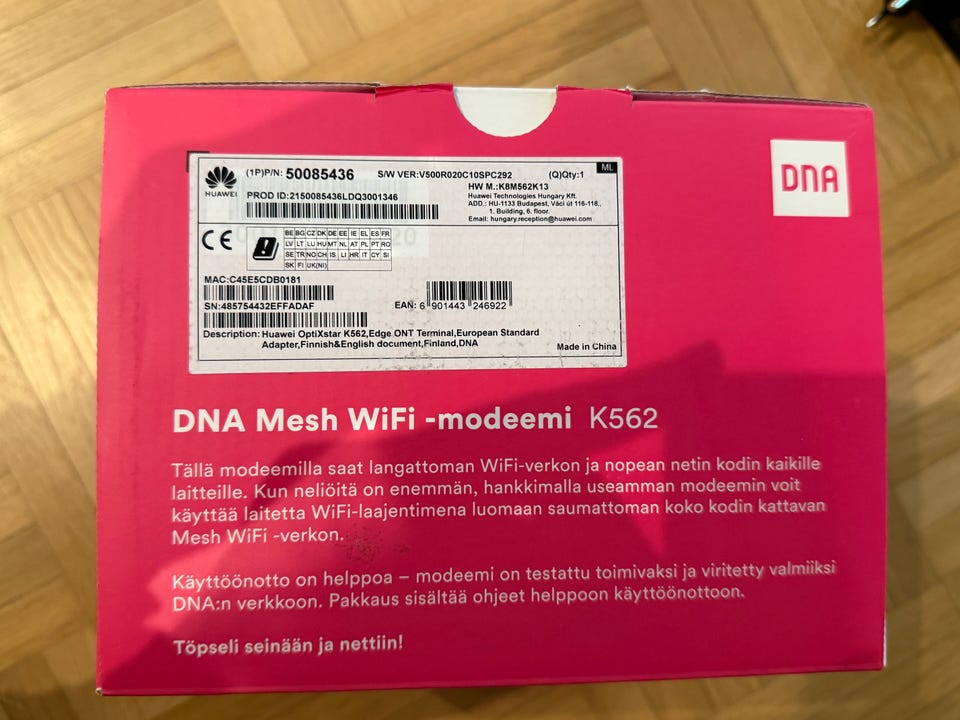 ML
HUAWEI
(1P)P/N: 50085436 S/W VER:V500R020C10SPC292 (Q)Qty:1
PROD ID:2150085436LDQ3001346
HW M.:K8M562K13
Huawei Technologies Hungary Kft.
ADD.: HU-1133 Budapest, Váci út 116-118.,
1. Building, 6. floor.
Email: hungary.reception@huawei.com
DNA
CE
BE BG CZ DK DE EE IE EL ES FR
LV LT LU HU MT NL AT PL PT RO
SE TR NO CH IS LI HR IT CY SI
SK FI UK(NI)
MAC:C45E5CDB0181
SN:485754432EFFADAF
EAN: 6 901443 246922
Description: Huawei OptiXstar K562,Edge ONT Terminal,European Standard
Adapter,Finnish&English document,Finland,DNA
Made in China
DNA Mesh WiFi -modeemi K562
Tällä modeemilla saat langattoman WiFi-verkon ja nopean netin kodin kaikille
laitteille. Kun neliöitä on enemmän, hankkimalla useamman modeemin voit
käyttää laitetta WiFi-laajentimena luomaan saumattoman koko kodin kattavan
Mesh WiFi -verkon.
Käyttöönotto on helppoa – modeemi on testattu toimivaksi ja viritetty valmiiksi
DNA:n verkkoon. Pakkaus sisältää ohjeet helppoon käyttöönottoon.
Töpseli seinään ja nettiin!